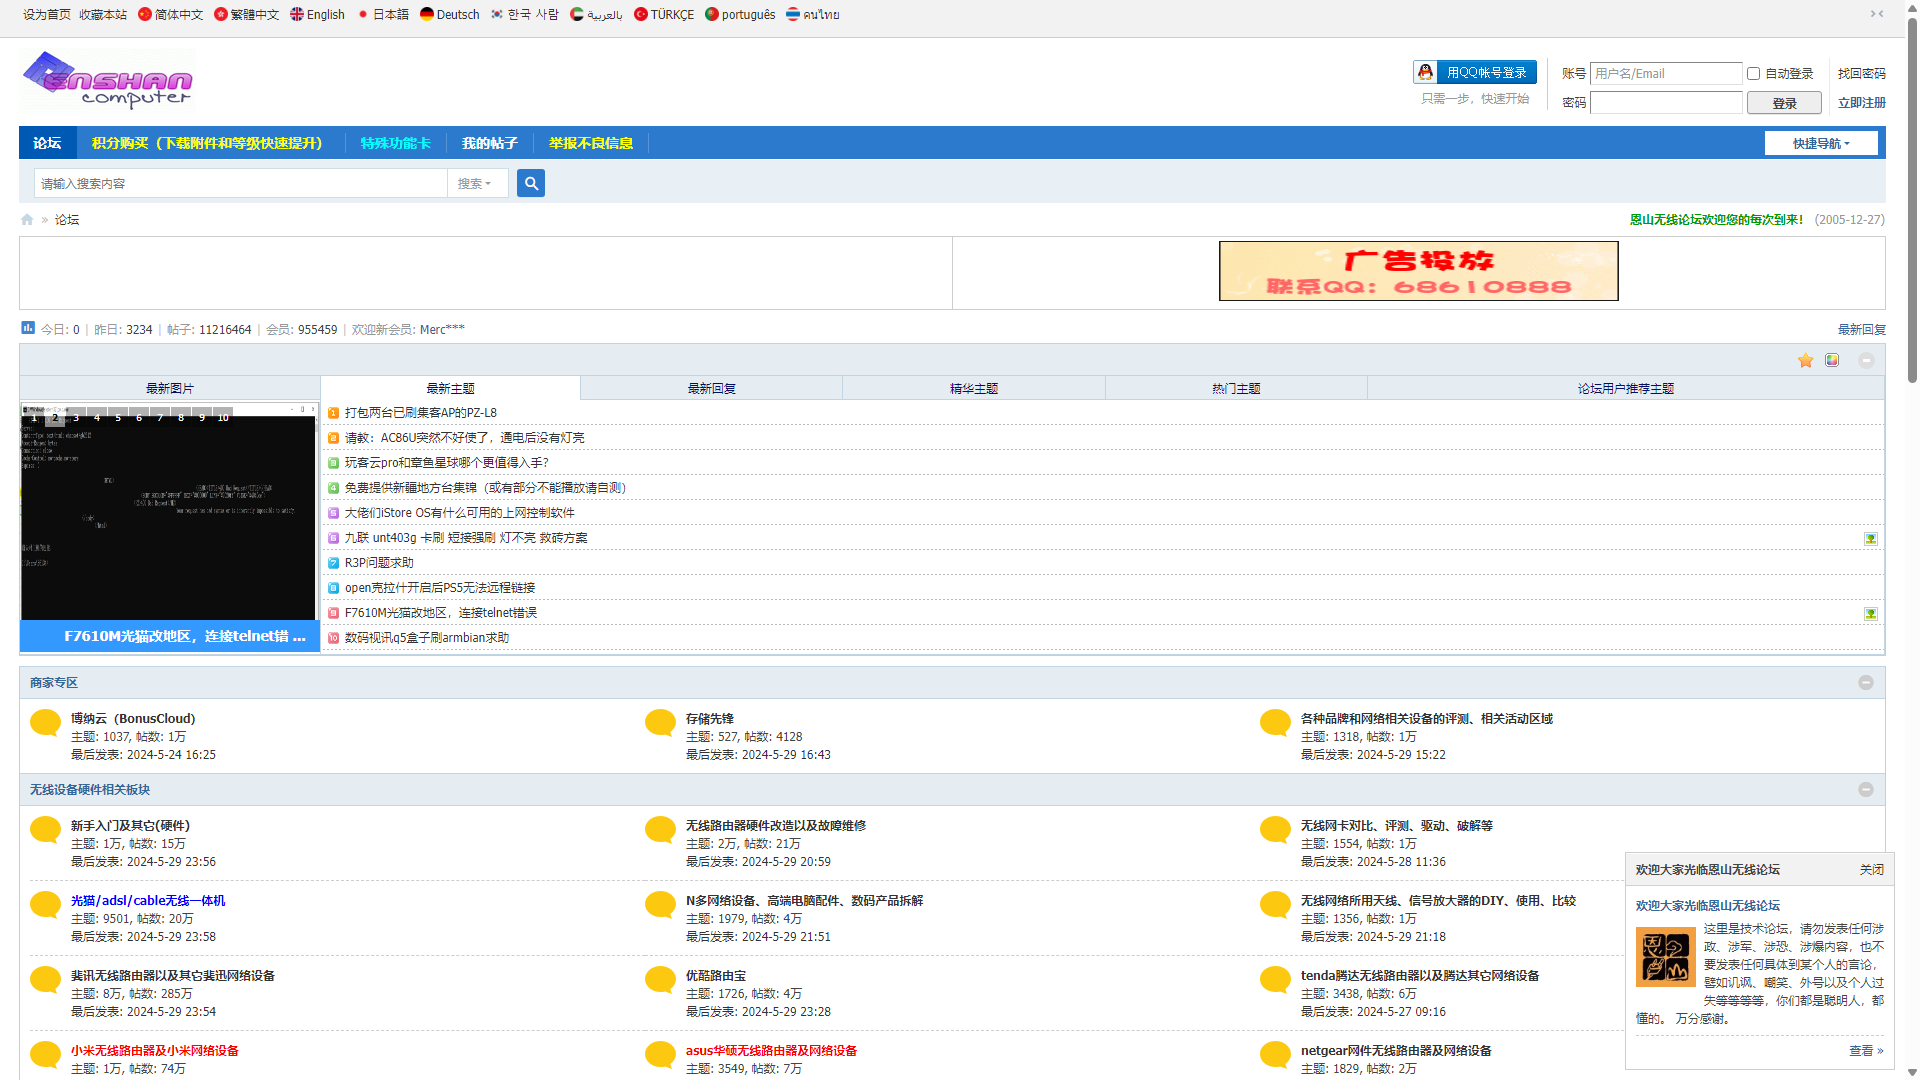 设为首页 收藏本站 简体中文 繁體中文 English 日本語 Deutsch 한국 사람 بالعربية TÜRKÇE português คนไทย
ENSHAN
computer
用QQ帐号登录
只需一步，快速开始
账号 用户名/Email 自动登录 找回密码
密码 登录 立即注册
论坛 积分购买（下载附件和等级快速提升） 特殊功能卡 我的帖子 举报不良信息 快捷导航
请输入搜索内容 搜索
» 论坛 恩山无线论坛欢迎您的每次到来！ (2005-12-27)
广告投放
联系QQ：68610888
今日: 0 | 昨日: 3234 | 帖子: 11216464 | 会员: 955459 | 欢迎新会员: Merc*** 最新回复
最新图片 最新主题 最新回复 精华主题 热门主题 论坛用户推荐主题
1 2 3 4 5 6 7 8 9 10
F7610M光猫改地区，连接telnet错 ...
1 打包两台已刷集客AP的PZ-L8
2 请教：AC86U突然不好使了，通电后没有灯亮
3 玩客云pro和章鱼星球哪个更值得入手?
4 免费提供新疆地方台集锦（或有部分不能播放请自测）
5 大佬们iStore OS有什么可用的上网控制软件
6 九联 unt403g 卡刷 短接强刷 灯不亮 救砖方案
7 R3P问题求助
8 open克拉什开启后PS5无法远程链接
9 F7610M光猫改地区，连接telnet错误
10 数码视讯q5盒子刷armbian求助
商家专区
博纳云（BonusCloud）
主题: 1037, 帖数: 1万
最后发表: 2024-5-24 16:25
存储先锋
主题: 527, 帖数: 4128
最后发表: 2024-5-29 16:43
各种品牌和网络相关设备的评测、相关活动区域
主题: 1318, 帖数: 1万
最后发表: 2024-5-29 15:22
无线设备硬件相关板块
新手入门及其它(硬件)
主题: 1万, 帖数: 15万
最后发表: 2024-5-29 23:56
无线路由器硬件改造以及故障维修
主题: 2万, 帖数: 21万
最后发表: 2024-5-29 20:59
无线网卡对比、评测、驱动、破解等
主题: 1554, 帖数: 1万
最后发表: 2024-5-28 11:36
光猫/adsl/cable无线一体机
主题: 9501, 帖数: 20万
最后发表: 2024-5-29 23:58
N多网络设备、高端电脑配件、数码产品拆解
主题: 1979, 帖数: 4万
最后发表: 2024-5-29 21:51
无线网络所用天线、信号放大器的DIY、使用、比较
主题: 1356, 帖数: 1万
最后发表: 2024-5-29 21:18
斐讯无线路由器以及其它斐迅网络设备
主题: 8万, 帖数: 285万
最后发表: 2024-5-29 23:54
优酷路由宝
主题: 1726, 帖数: 4万
最后发表: 2024-5-29 23:28
tenda腾达无线路由器以及腾达其它网络设备
主题: 3438, 帖数: 6万
最后发表: 2024-5-27 09:16
小米无线路由器及小米网络设备
主题: 1万, 帖数: 74万
asus华硕无线路由器及网络设备
主题: 3549, 帖数: 7万
netgear网件无线路由器及网络设备
主题: 1829, 帖数: 2万
欢迎大家光临恩山无线论坛 关闭
欢迎大家光临恩山无线论坛
这里是技术论坛，请勿发表任何涉
政、涉军、涉恐、涉爆内容，也不
要发表任何具体到某个人的言论，
譬如讥讽、嘲笑、外号以及个人过
失等等等等，你们都是聪明人，都
懂的。 万分感谢。
查看 »